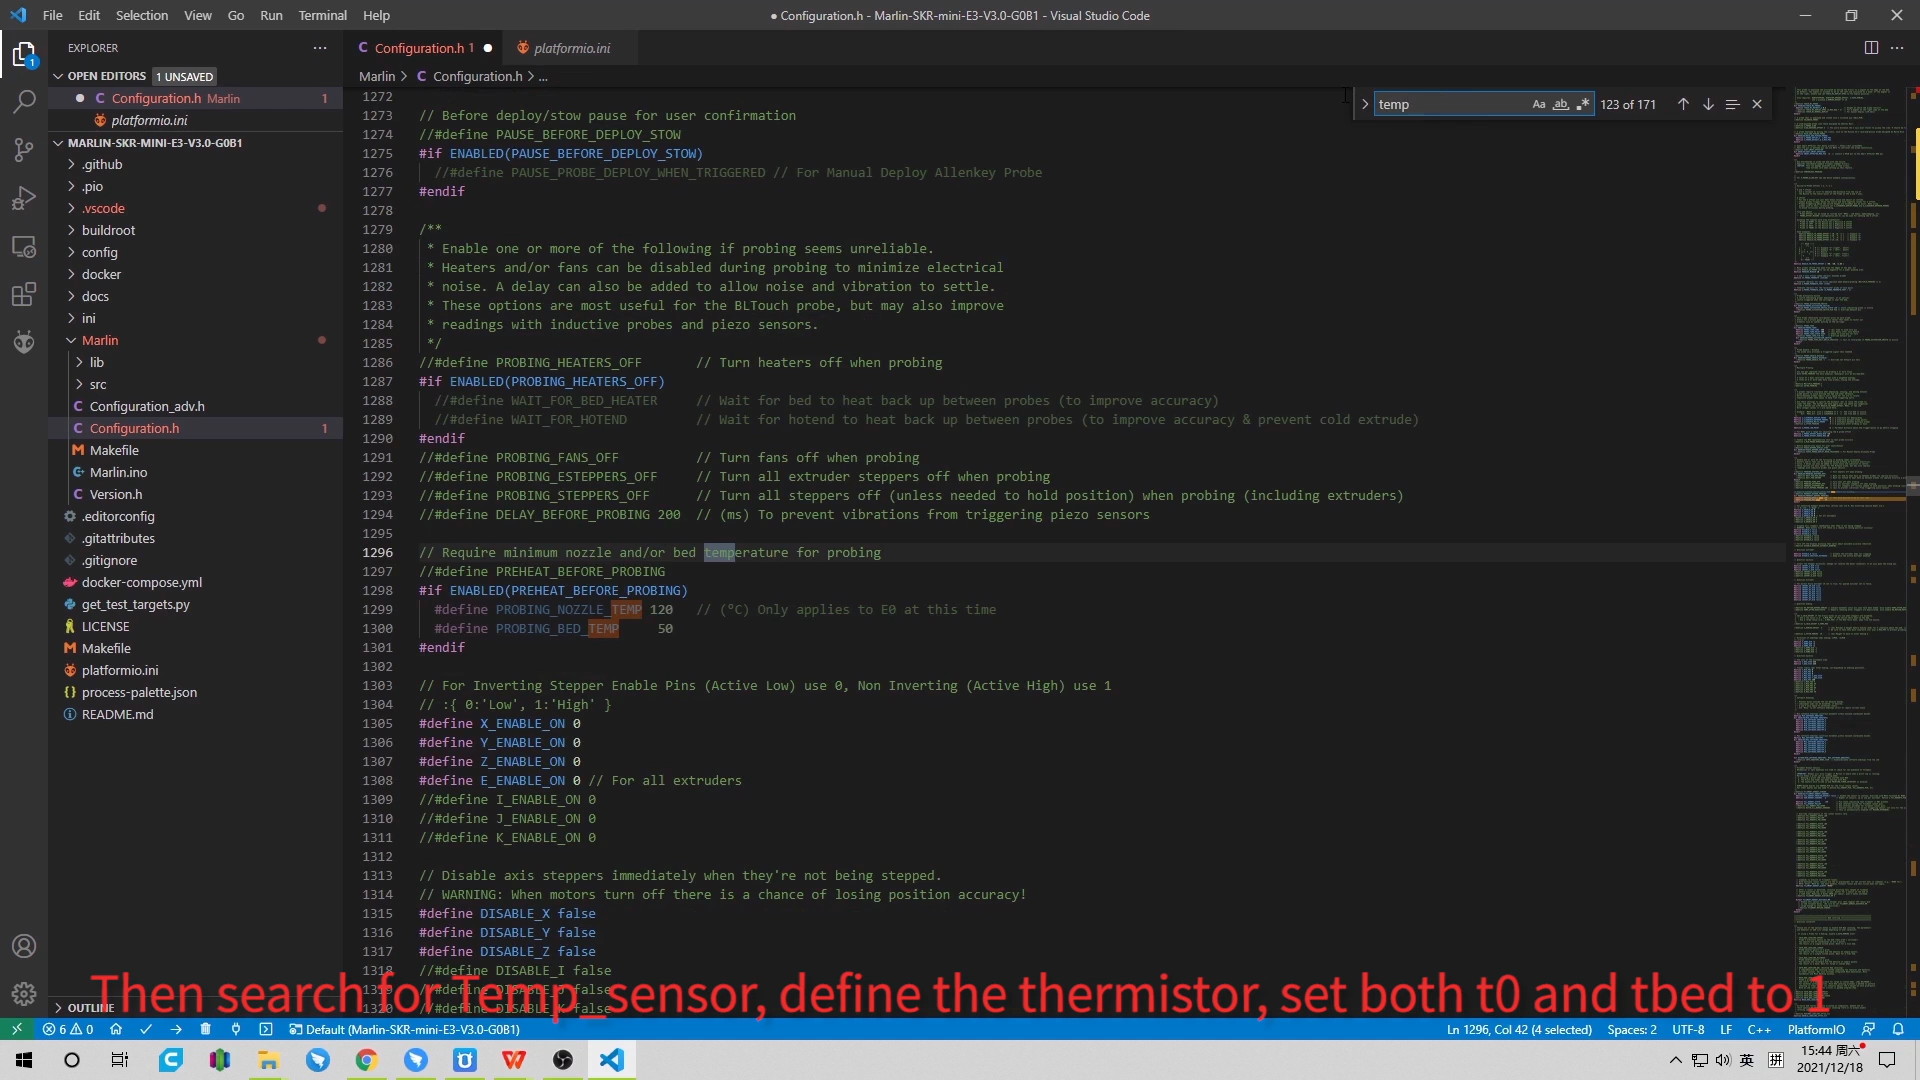 File Edit Selection View Go Run Terminal Help
● Configuration.h - Marlin-SKR-mini-E3-V3.0-G0B1 - Visual Studio Code
EXPLORER
OPEN EDITORS 1 UNSAVED
Configuration.h Marlin 1
platformio.ini
MARLIN-SKR-MINI-E3-V3.0-G0B1
.github
.pio
.vscode
buildroot
config
docker
docs
ini
Marlin
lib
src
Configuration_adv.h
Configuration.h 1
Makefile
Marlin.ino
Version.h
.editorconfig
.gitattributes
.gitignore
docker-compose.yml
get_test_targets.py
LICENSE
Makefile
platformio.ini
process-palette.json
README.md
OUTLINE
Configuration.h 1 platformio.ini
Marlin > Configuration.h > ...
temp Aa ab 123 of 171
1272
1273 // Before deploy/stow pause for user confirmation
1274 //#define PAUSE_BEFORE_DEPLOY_STOW
1275 #if ENABLED(PAUSE_BEFORE_DEPLOY_STOW)
1276 //#define PAUSE_PROBE_DEPLOY_WHEN_TRIGGERED // For Manual Deploy Allenkey Probe
1277 #endif
1278
1279 /**
1280 * Enable one or more of the following if probing seems unreliable.
1281 * Heaters and/or fans can be disabled during probing to minimize electrical
1282 * noise. A delay can also be added to allow noise and vibration to settle.
1283 * These options are most useful for the BLTouch probe, but may also improve
1284 * readings with inductive probes and piezo sensors.
1285 */
1286 //#define PROBING_HEATERS_OFF // Turn heaters off when probing
1287 #if ENABLED(PROBING_HEATERS_OFF)
1288 //#define WAIT_FOR_BED_HEATER // Wait for bed to heat back up between probes (to improve accuracy)
1289 //#define WAIT_FOR_HOTEND // Wait for hotend to heat back up between probes (to improve accuracy & prevent cold extrude)
1290 #endif
1291 //#define PROBING_FANS_OFF // Turn fans off when probing
1292 //#define PROBING_ESTEPPERS_OFF // Turn all extruder steppers off when probing
1293 //#define PROBING_STEPPERS_OFF // Turn all steppers off (unless needed to hold position) when probing (including extruders)
1294 //#define DELAY_BEFORE_PROBING 200 // (ms) To prevent vibrations from triggering piezo sensors
1295
1296 // Require minimum nozzle and/or bed temperature for probing
1297 //#define PREHEAT_BEFORE_PROBING
1298 #if ENABLED(PREHEAT_BEFORE_PROBING)
1299 #define PROBING_NOZZLE_TEMP 120 // (°C) Only applies to E0 at this time
1300 #define PROBING_BED_TEMP 50
1301 #endif
1302
1303 // For Inverting Stepper Enable Pins (Active Low) use 0, Non Inverting (Active High) use 1
1304 // :{ 0:'Low', 1:'High' }
1305 #define X_ENABLE_ON 0
1306 #define Y_ENABLE_ON 0
1307 #define Z_ENABLE_ON 0
1308 #define E_ENABLE_ON 0 // For all extruders
1309 //#define I_ENABLE_ON 0
1310 //#define J_ENABLE_ON 0
1311 //#define K_ENABLE_ON 0
1312
1313 // Disable axis steppers immediately when they're not being stepped.
1314 // WARNING: When motors turn off there is a chance of losing position accuracy!
1315 #define DISABLE_X false
1316 #define DISABLE_Y false
1317 #define DISABLE_Z false
1318 //#define DISABLE_I false
Then search for Temp_sensor, define the thermistor, set both t0 and tbed to 1
6 0 Default (Marlin-SKR-mini-E3-V3.0-G0B1) Ln 1296, Col 42 (4 selected) Spaces: 2 UTF-8 LF C++ PlatformIO
英 拼 15:44 周六
2021/12/18